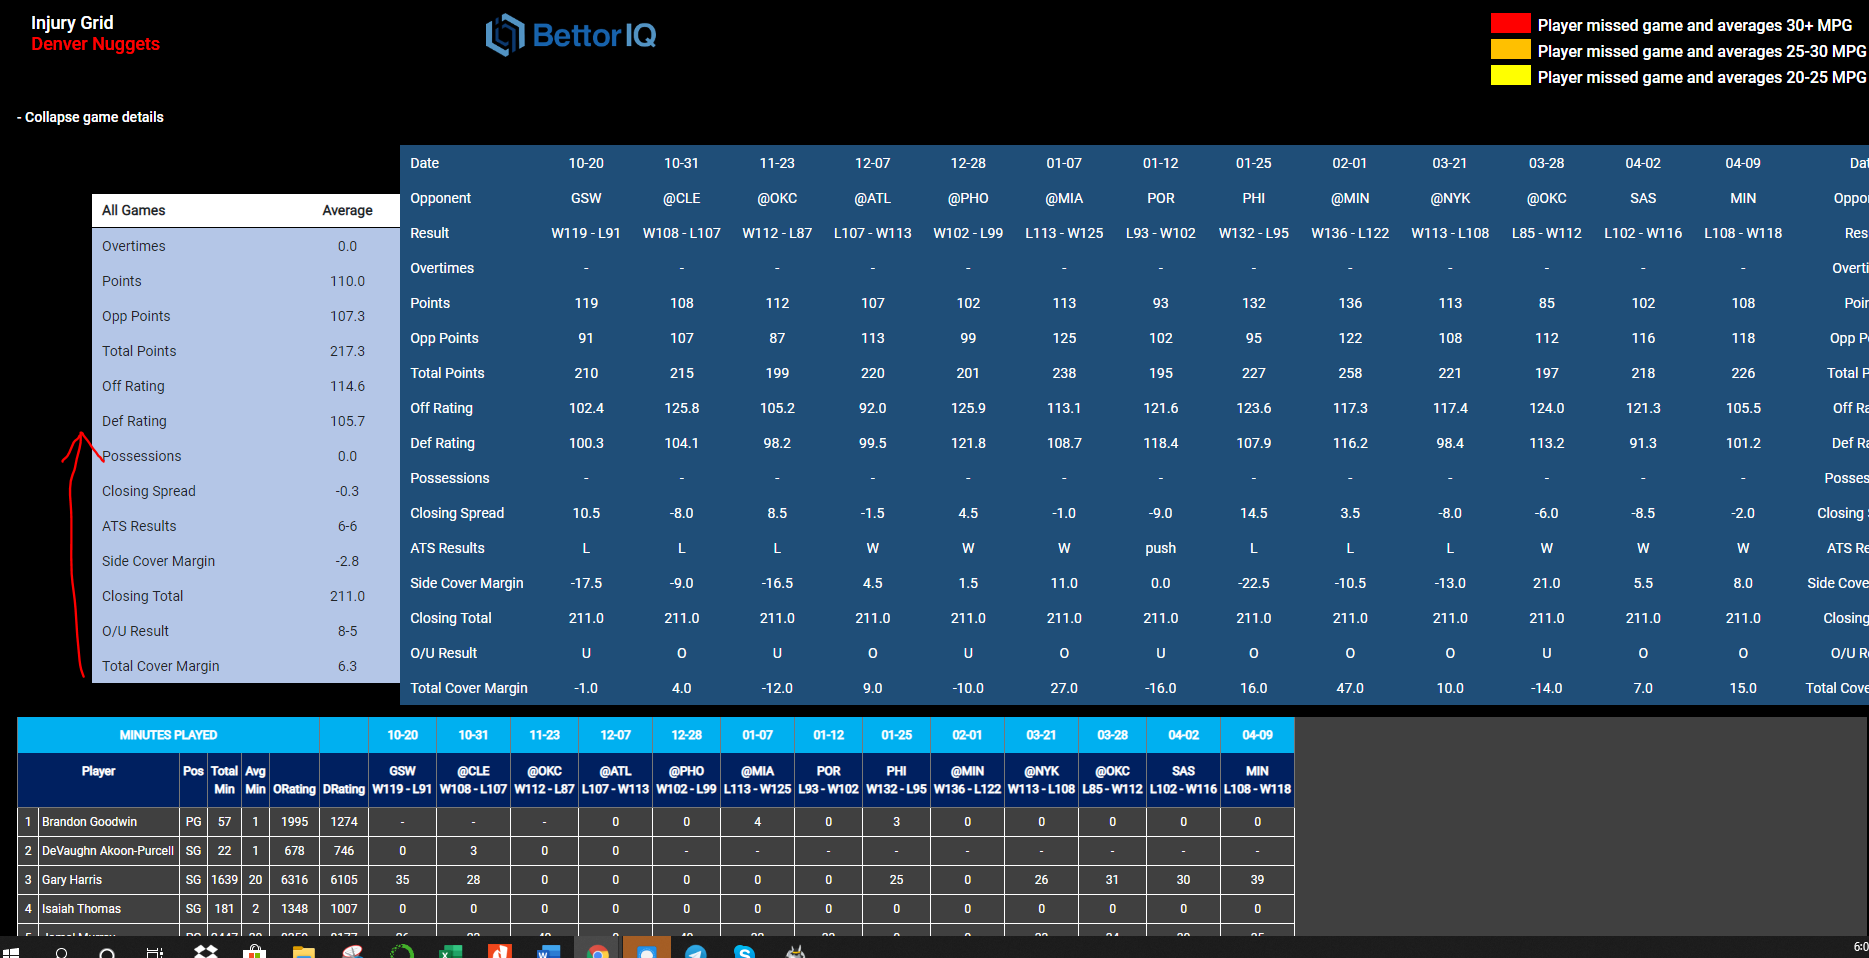 Injury Grid
Denver Nuggets
BettorIQ
Player missed game and averages 30+ MPG
Player missed game and averages 25-30 MPG
Player missed game and averages 20-25 MPG
- Collapse game details
All Games Average
Overtimes 0.0
Points 110.0
Opp Points 107.3
Total Points 217.3
Off Rating 114.6
Def Rating 105.7
Possessions 0.0
Closing Spread -0.3
ATS Results 6-6
Side Cover Margin -2.8
Closing Total 211.0
O/U Result 8-5
Total Cover Margin 6.3
Date 10-20 10-31 11-23 12-07 12-28 01-07 01-12 01-25 02-01 03-21 03-28 04-02 04-09 Dat
Opponent GSW @CLE @OKC @ATL @PHO @MIA POR PHI @MIN @NYK @OKC SAS MIN Oppo
Result W119 - L91 W108 - L107 W112 - L87 L107 - W113 W102 - L99 L113 - W125 L93 - W102 W132 - L95 W136 - L122 W113 - L108 L85 - W112 L102 - W116 L108 - W118 Res
Overtimes - - - - - - - - - - - - - Overti
Points 119 108 112 107 102 113 93 132 136 113 85 102 108 Poin
Opp Points 91 107 87 113 99 125 102 95 122 108 112 116 118 Opp P
Total Points 210 215 199 220 201 238 195 227 258 221 197 218 226 Total P
Off Rating 102.4 125.8 105.2 92.0 125.9 113.1 121.6 123.6 117.3 117.4 124.0 121.3 105.5 Off Ra
Def Rating 100.3 104.1 98.2 99.5 121.8 108.7 118.4 107.9 116.2 98.4 113.2 91.3 101.2 Def Ra
Possessions - - - - - - - - - - - - - Posses
Closing Spread 10.5 -8.0 8.5 -1.5 4.5 -1.0 -9.0 14.5 3.5 -8.0 -6.0 -8.5 -2.0 Closing
ATS Results L L L W W W push L L L W W W ATS Re
Side Cover Margin -17.5 -9.0 -16.5 4.5 1.5 11.0 0.0 -22.5 -10.5 -13.0 21.0 5.5 8.0 Side Cove
Closing Total 211.0 211.0 211.0 211.0 211.0 211.0 211.0 211.0 211.0 211.0 211.0 211.0 211.0 Closing
O/U Result U O U O U O U O O O U O O O/U R
Total Cover Margin -1.0 4.0 -12.0 9.0 -10.0 27.0 -16.0 16.0 47.0 10.0 -14.0 7.0 15.0 Total Cove
MINUTES PLAYED 10-20 10-31 11-23 12-07 12-28 01-07 01-12 01-25 02-01 03-21 03-28 04-02 04-09
Player Pos Total Min Avg Min ORating DRating GSW @CLE @OKC @ATL @PHO @MIA POR PHI @MIN @NYK @OKC SAS MIN
W119 - L91 W108 - L107 W112 - L87 L107 - W113 W102 - L99 L113 - W125 L93 - W102 W132 - L95 W136 - L122 W113 - L108 L85 - W112 L102 - W116 L108 - W118
1 Brandon Goodwin PG 57 1 1995 1274 - - - 0 0 4 0 3 0 0 0 0 0
2 DeVaughn Akoon-Purcell SG 22 1 678 746 0 3 0 0 - - - - - - - - -
3 Gary Harris SG 1639 20 6316 6105 35 28 0 0 0 0 0 25 0 26 31 30 39
4 Isaiah Thomas SG 181 2 1348 1007 0 0 0 0 0 0 0 0 0 0 0 0 0
6:0